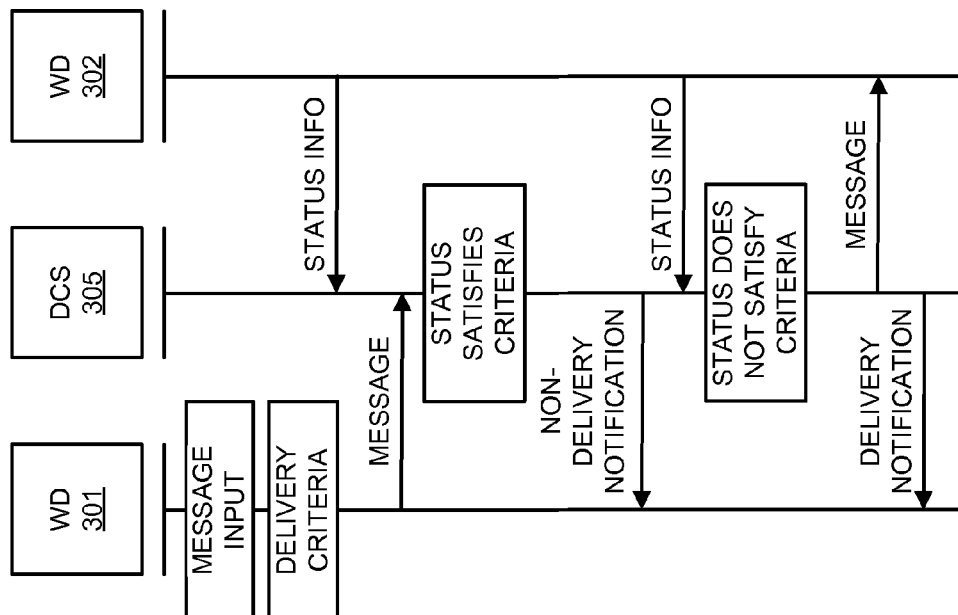 WD
301
DCS
305
WD
302
MESSAGE
INPUT
DELIVERY
CRITERIA
STATUS INFO
MESSAGE
STATUS
SATISFIES
CRITERIA
NON-
DELIVERY
NOTIFICATION
STATUS INFO
STATUS DOES
NOT SATISFY
CRITERIA
MESSAGE
DELIVERY
NOTIFICATION